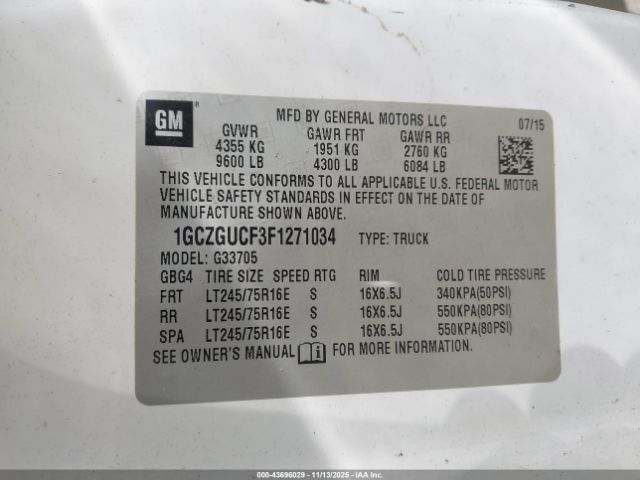 GM ®
MFD BY GENERAL MOTORS LLC 07/15
GVWR GAWR FRT GAWR RR
4355 KG 1951 KG 2760 KG
9600 LB 4300 LB 6084 LB
THIS VEHICLE CONFORMS TO ALL APPLICABLE U.S. FEDERAL MOTOR
VEHICLE SAFETY STANDARDS IN EFFECT ON THE DATE OF
MANUFACTURE SHOWN ABOVE.
1GCZGUCF3F1271034 TYPE: TRUCK
MODEL: G33705
GBG4 TIRE SIZE SPEED RTG RIM COLD TIRE PRESSURE
FRT LT245/75R16E S 16X6.5J 340KPA(50PSI)
RR LT245/75R16E S 16X6.5J 550KPA(80PSI)
SPA LT245/75R16E S 16X6.5J 550KPA(80PSI)
SEE OWNER'S MANUAL i FOR MORE INFORMATION.
000-43696029 - 11/13/2025 - IAAI.COM